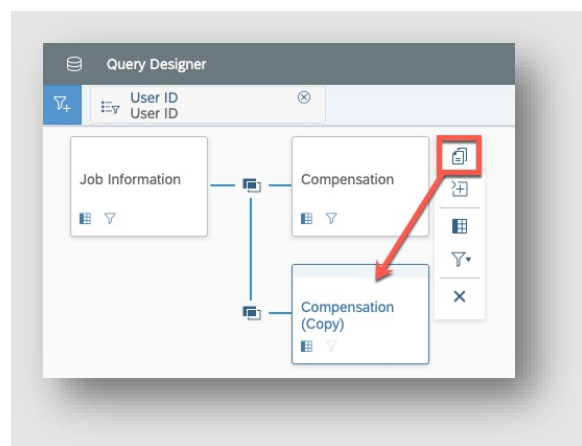 Query Designer
User ID
User ID
Job Information
Compensation
Compensation
(Copy)